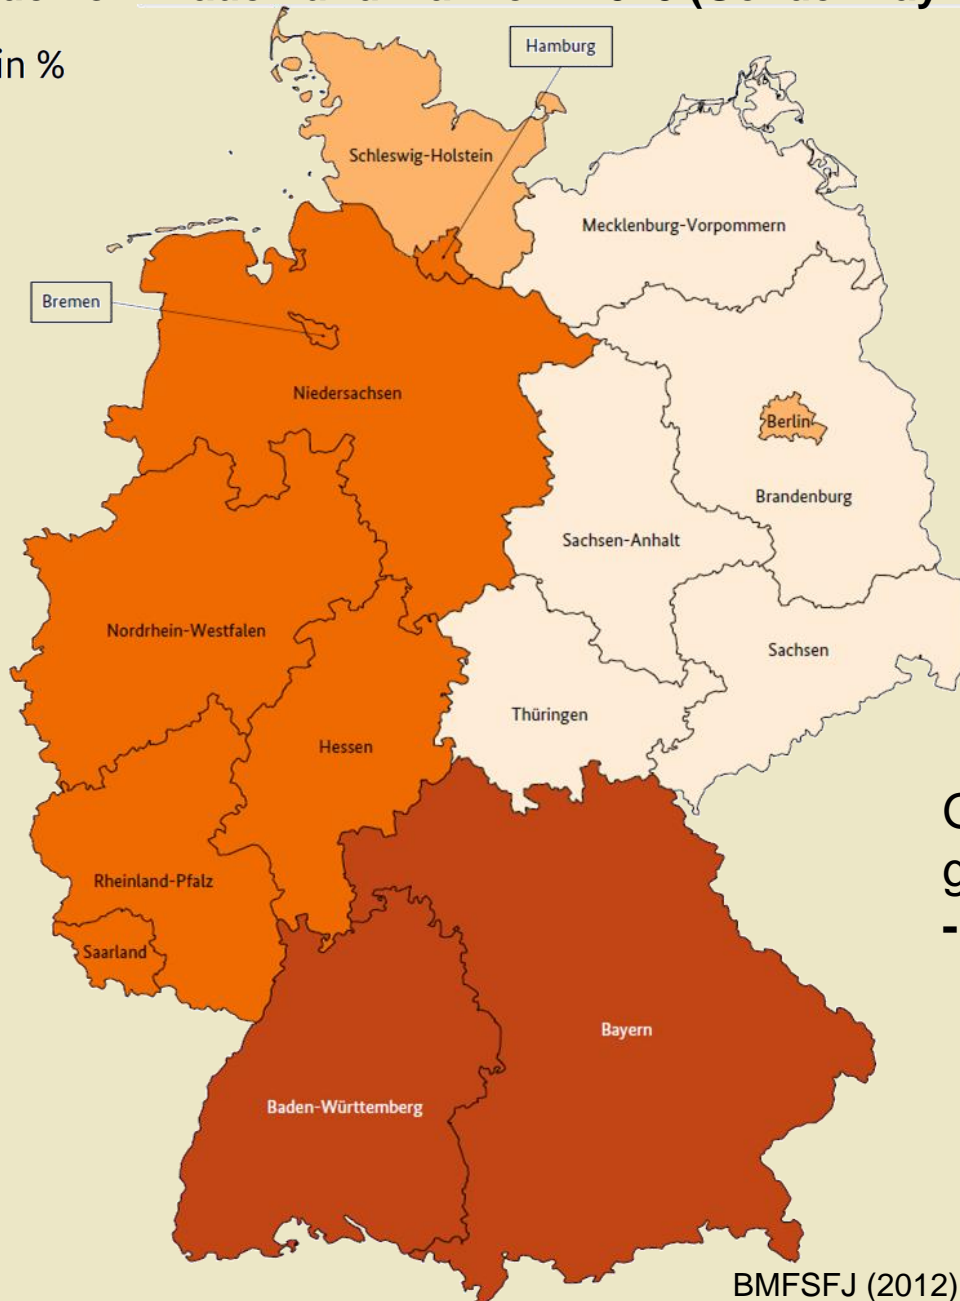 in %
Hamburg
Schleswig-Holstein
Mecklenburg-Vorpommern
Bremen
Niedersachsen
Berlin
Brandenburg
Sachsen-Anhalt
Nordrhein-Westfalen
Sachsen
Thüringen
Hessen
Rheinland-Pfalz
Saarland
Bayern
Baden-Württemberg
BMFSFJ (2012)